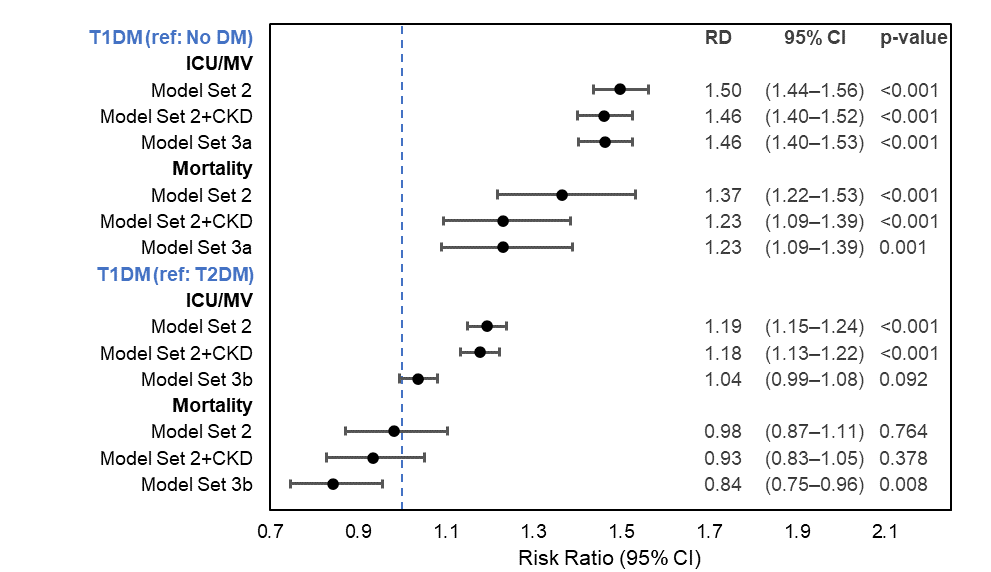 T1DM (ref: No DM) RD 95% CI p-value
ICU/MV
Model Set 2 1.50 (1.44–1.56) <0.001
Model Set 2+CKD 1.46 (1.40–1.52) <0.001
Model Set 3a 1.46 (1.40–1.53) <0.001
Mortality
Model Set 2 1.37 (1.22–1.53) <0.001
Model Set 2+CKD 1.23 (1.09–1.39) <0.001
Model Set 3a 1.23 (1.09–1.39) 0.001
T1DM (ref: T2DM)
ICU/MV
Model Set 2 1.19 (1.15–1.24) <0.001
Model Set 2+CKD 1.18 (1.13–1.22) <0.001
Model Set 3b 1.04 (0.99–1.08) 0.092
Mortality
Model Set 2 0.98 (0.87–1.11) 0.764
Model Set 2+CKD 0.93 (0.83–1.05) 0.378
Model Set 3b 0.84 (0.75–0.96) 0.008
0.7 0.9 1.1 1.3 1.5 1.7 1.9 2.1
Risk Ratio (95% CI)